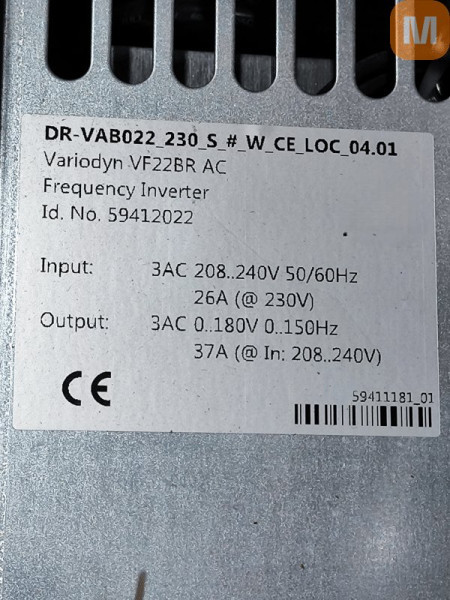 M
DR-VAB022_230_S_#_W_CE_LOC_04.01
Variodyn VF22BR AC
Frequency Inverter
Id. No. 59412022
Input: 3AC 208..240V 50/60Hz
26A (@ 230V)
Output: 3AC 0..180V 0..150Hz
37A (@ In: 208..240V)
CE
59411181_01